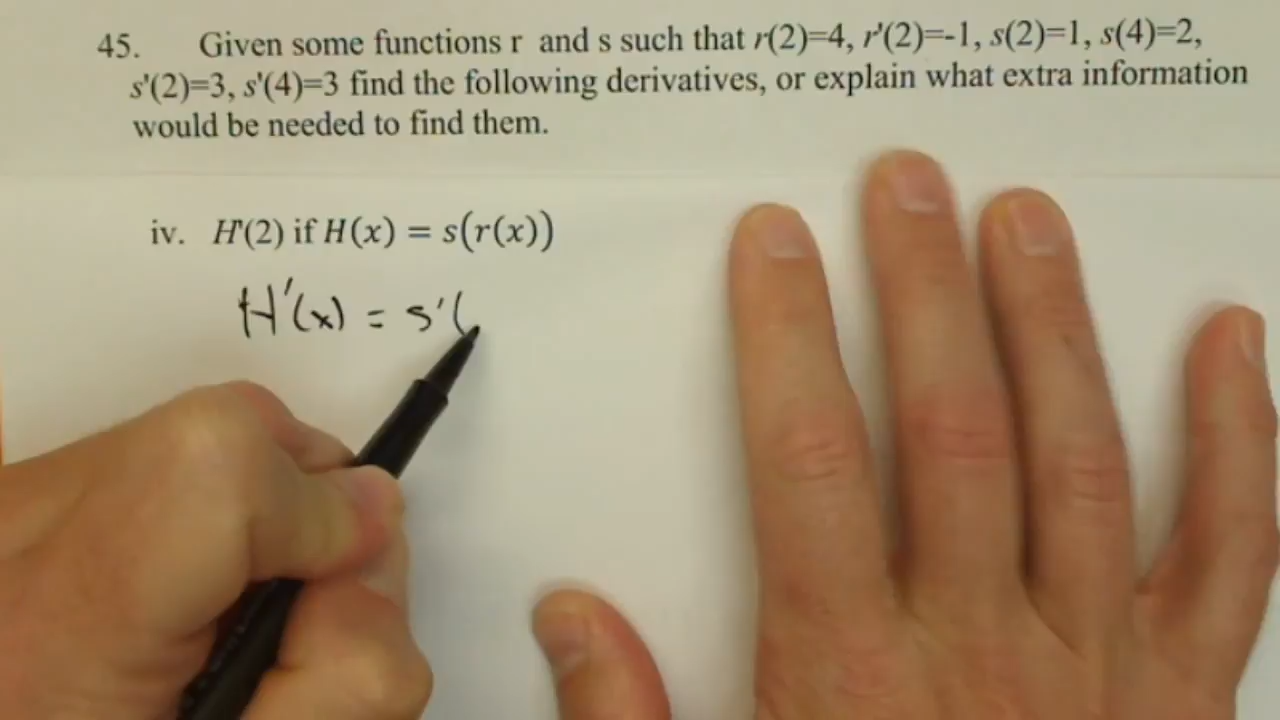 45. Given some functions r and s such that r(2)=4, r'(2)=-1, s(2)=1, s(4)=2,
s'(2)=3, s'(4)=3 find the following derivatives, or explain what extra information
would be needed to find them.
iv. H'(2) if H(x) = s(r(x))
H'(x) = s'(